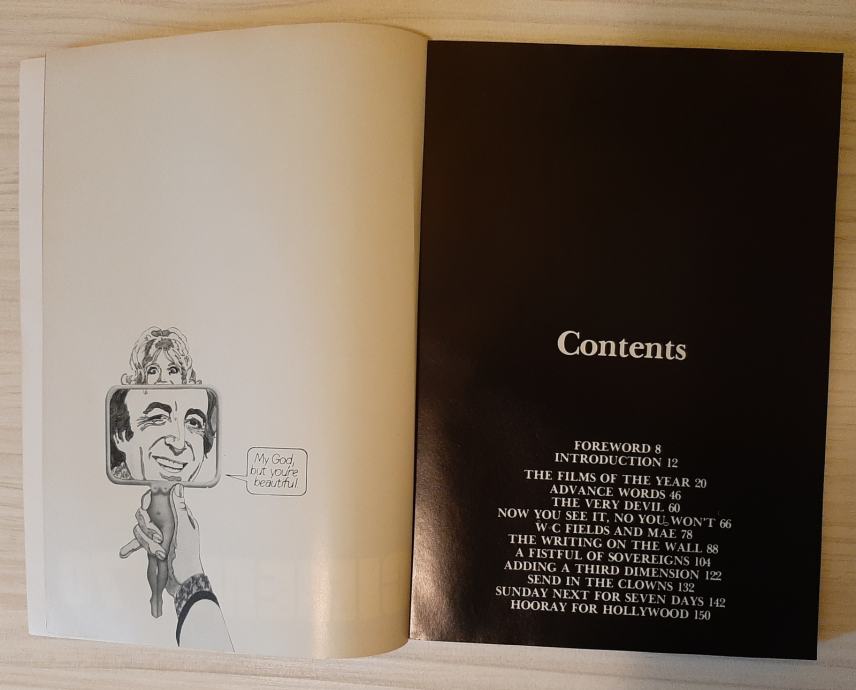 My God,
but you're
beautiful
Contents
FOREWORD 8
INTRODUCTION 12
THE FILMS OF THE YEAR 20
ADVANCE WORDS 46
THE VERY DEVIL 60
NOW YOU SEE IT, NO YOU WON'T 66
W·C FIELDS AND MAE 78
THE WRITING ON THE WALL 88
A FISTFUL OF SOVEREIGNS 104
ADDING A THIRD DIMENSION 122
SEND IN THE CLOWNS 132
SUNDAY NEXT FOR SEVEN DAYS 142
HOORAY FOR HOLLYWOOD 150